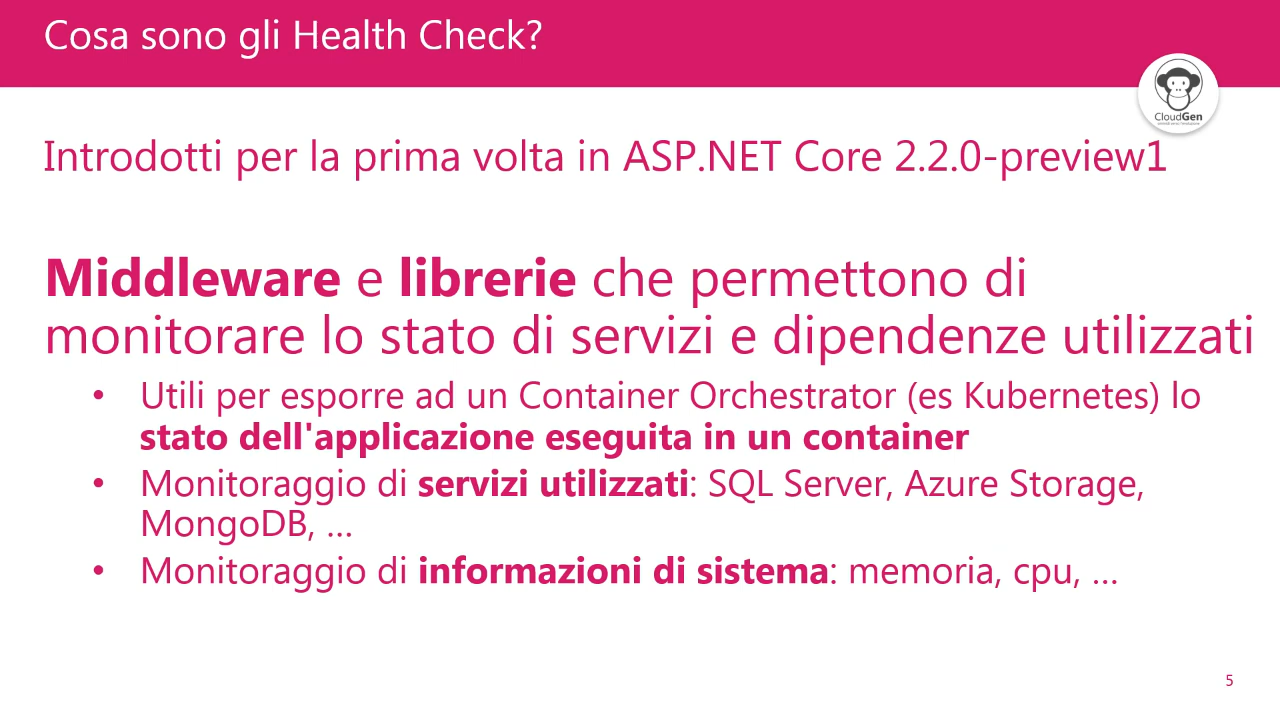 Cosa sono gli Health Check?
CloudGen
Introdotti per la prima volta in ASP.NET Core 2.2.0-preview1
Middleware e librerie che permettono di
monitorare lo stato di servizi e dipendenze utilizzati
• Utili per esporre ad un Container Orchestrator (es Kubernetes) lo
stato dell'applicazione eseguita in un container
• Monitoraggio di servizi utilizzati: SQL Server, Azure Storage,
MongoDB, ...
• Monitoraggio di informazioni di sistema: memoria, cpu, ...
5